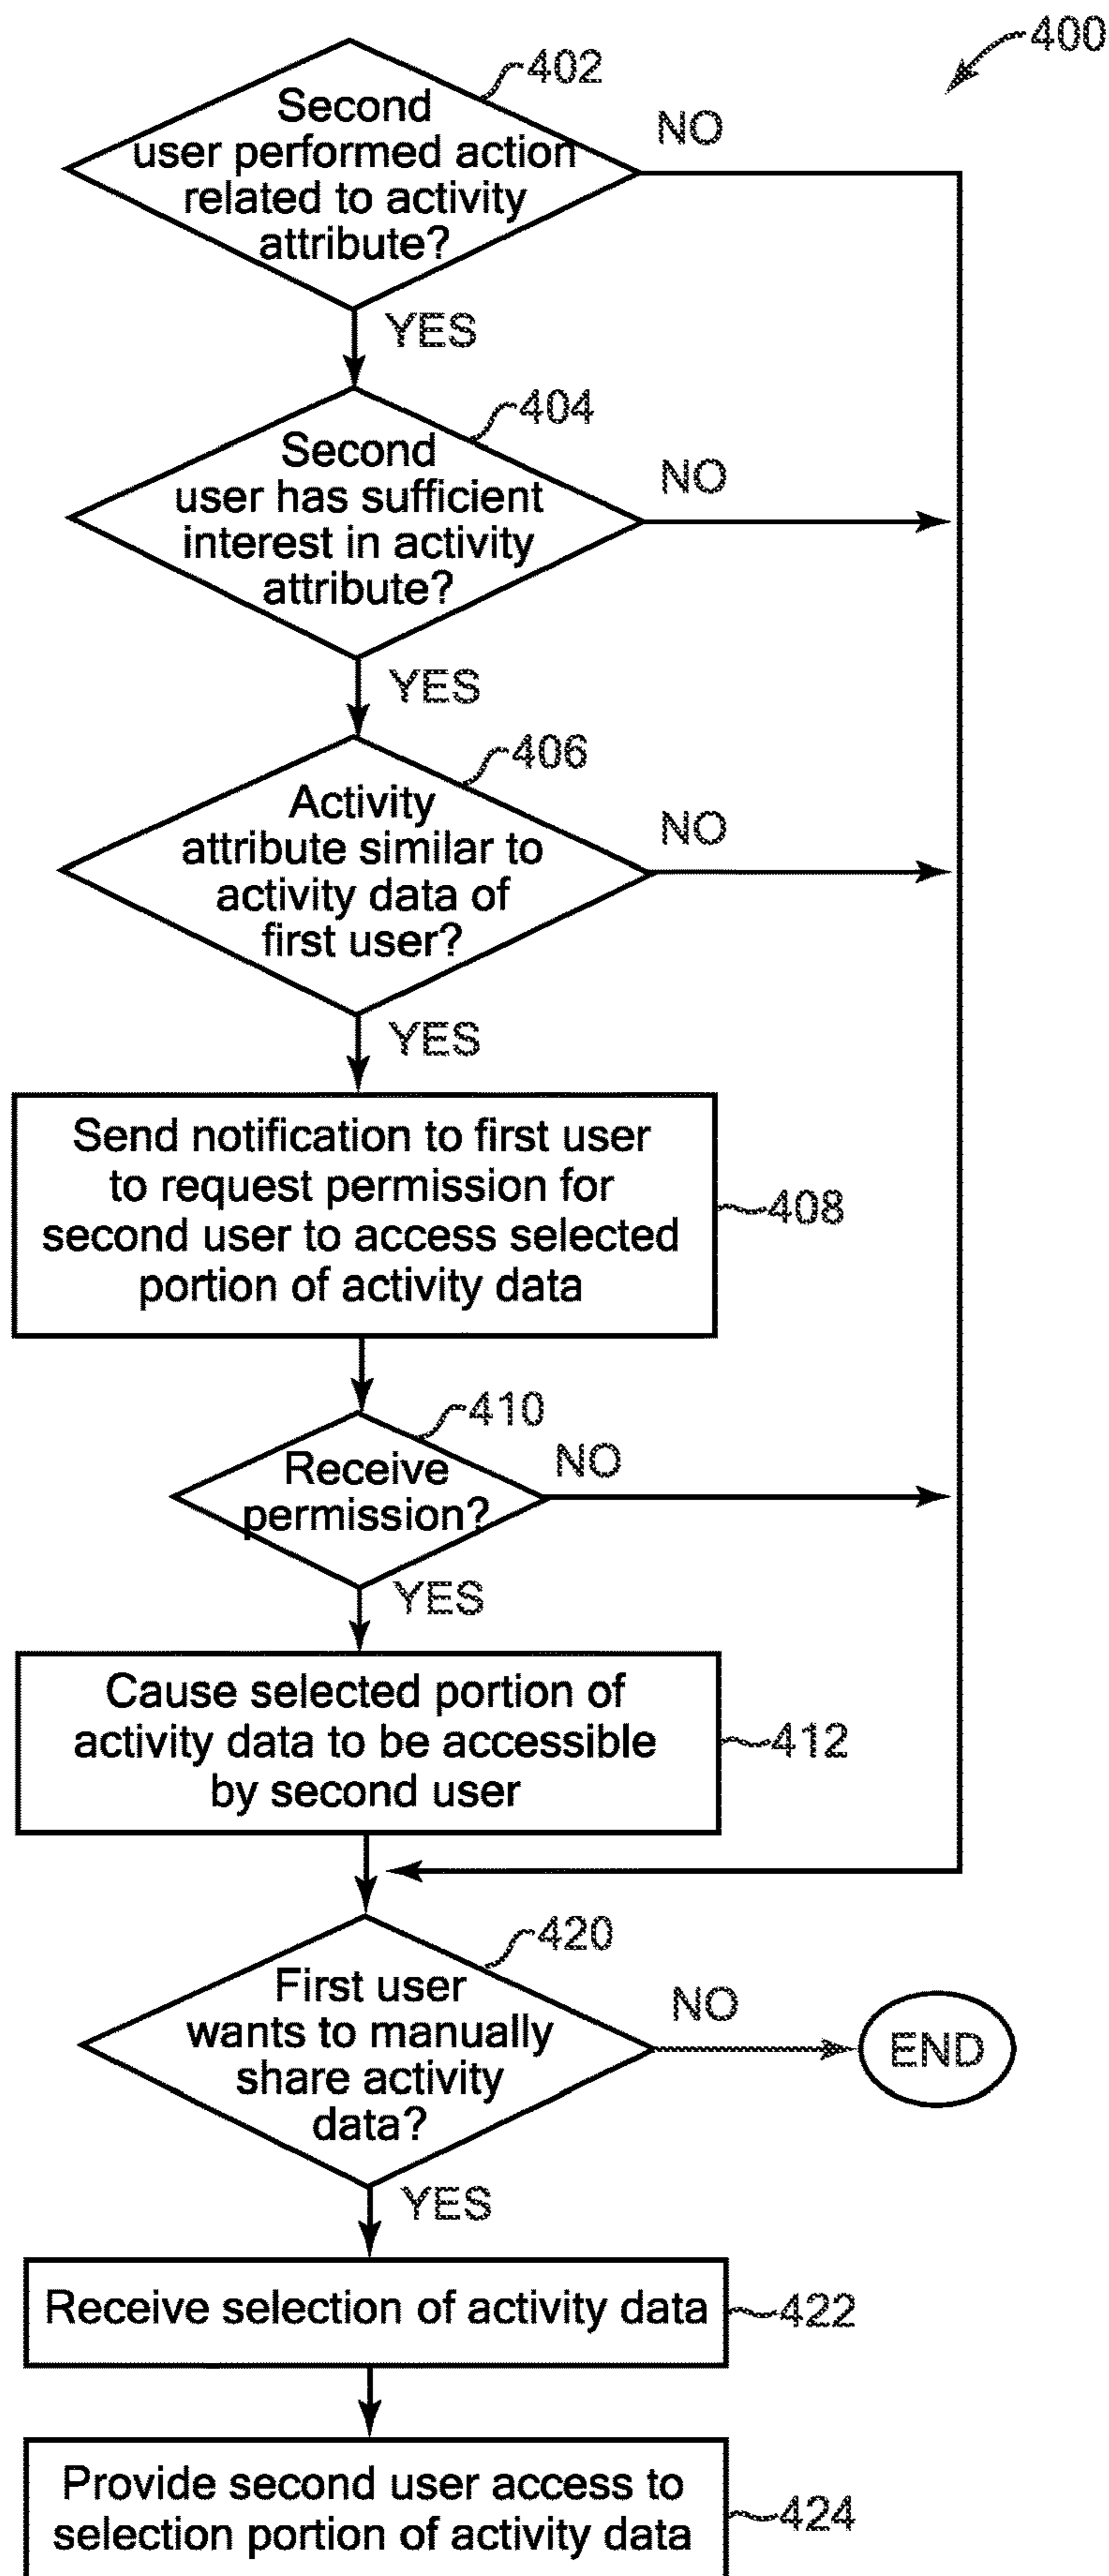 400
402
Second
user performed action
related to activity
attribute?
NO
YES
404
Second
user has sufficient
interest in activity
attribute?
NO
YES
406
Activity
attribute similar to
activity data of
first user?
NO
YES
Send notification to first user
to request permission for
second user to access selected
portion of activity data
408
410
Receive
permission?
NO
YES
Cause selected portion of
activity data to be accessible
by second user
412
420
First user
wants to manually
share activity
data?
NO
END
YES
Receive selection of activity data
422
Provide second user access to
selection portion of activity data
424